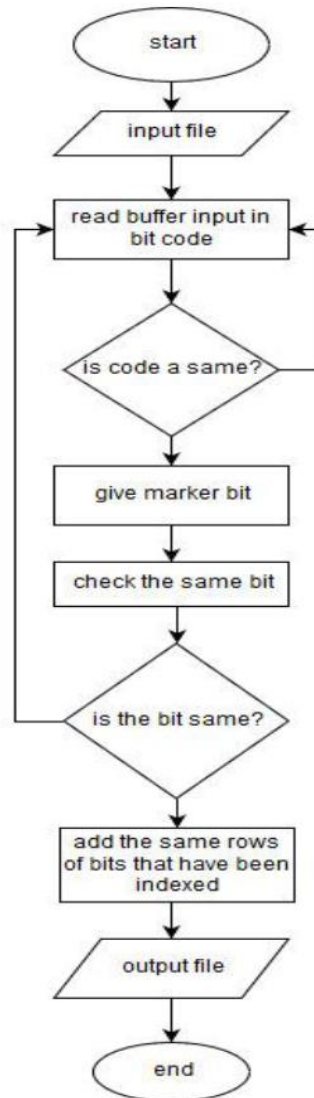 start
input file
read buffer input in
bit code
is code a same?
give marker bit
check the same bit
is the bit same?
add the same rows
of bits that have been
indexed
output file
end